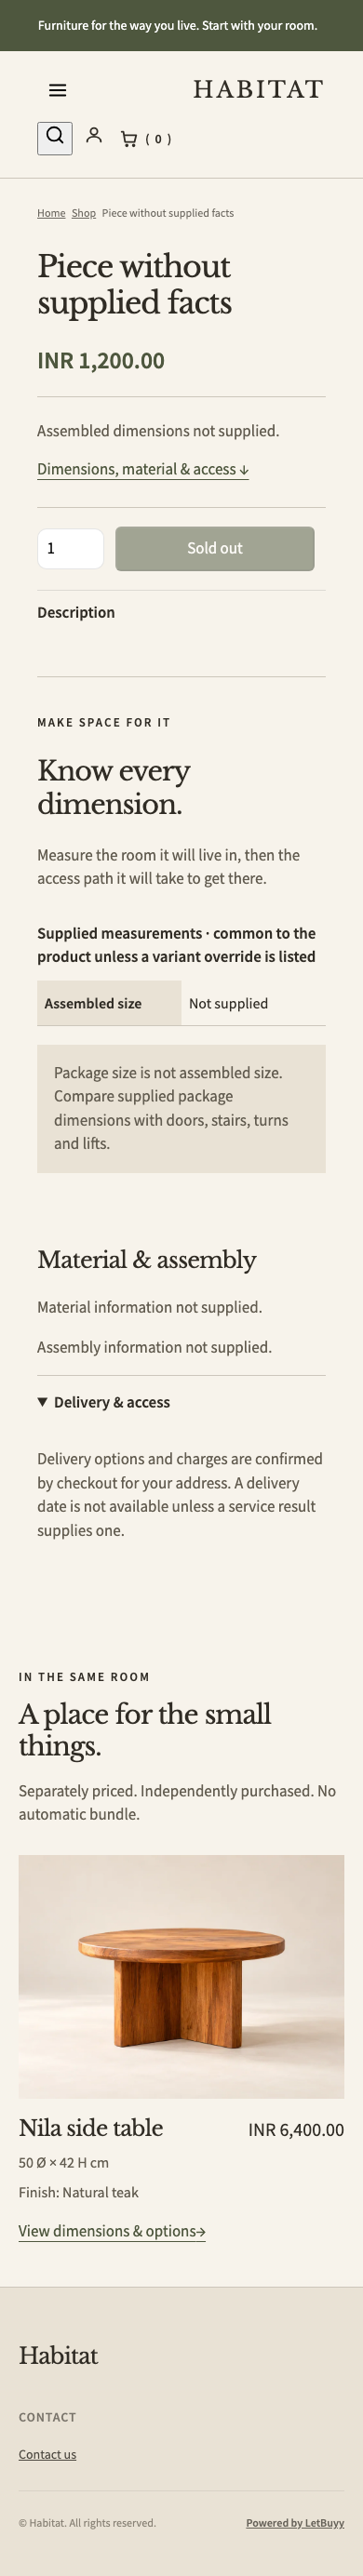 Furniture for the way you live. Start with your room.
HABITAT
( 0 )
Home Shop Piece without supplied facts
Piece without
supplied facts
INR 1,200.00
Assembled dimensions not supplied.
Dimensions, material & access ↓
1 Sold out
Description
MAKE SPACE FOR IT
Know every
dimension.
Measure the room it will live in, then the
access path it will take to get there.
Supplied measurements · common to the
product unless a variant override is listed
Assembled size Not supplied
Package size is not assembled size.
Compare supplied package
dimensions with doors, stairs, turns
and lifts.
Material & assembly
Material information not supplied.
Assembly information not supplied.
▼ Delivery & access
Delivery options and charges are confirmed
by checkout for your address. A delivery
date is not available unless a service result
supplies one.
IN THE SAME ROOM
A place for the small
things.
Separately priced. Independently purchased. No
automatic bundle.
Nila side table INR 6,400.00
50 Ø × 42 H cm
Finish: Natural teak
View dimensions & options→
Habitat
CONTACT
Contact us
© Habitat. All rights reserved. Powered by LetBuyy